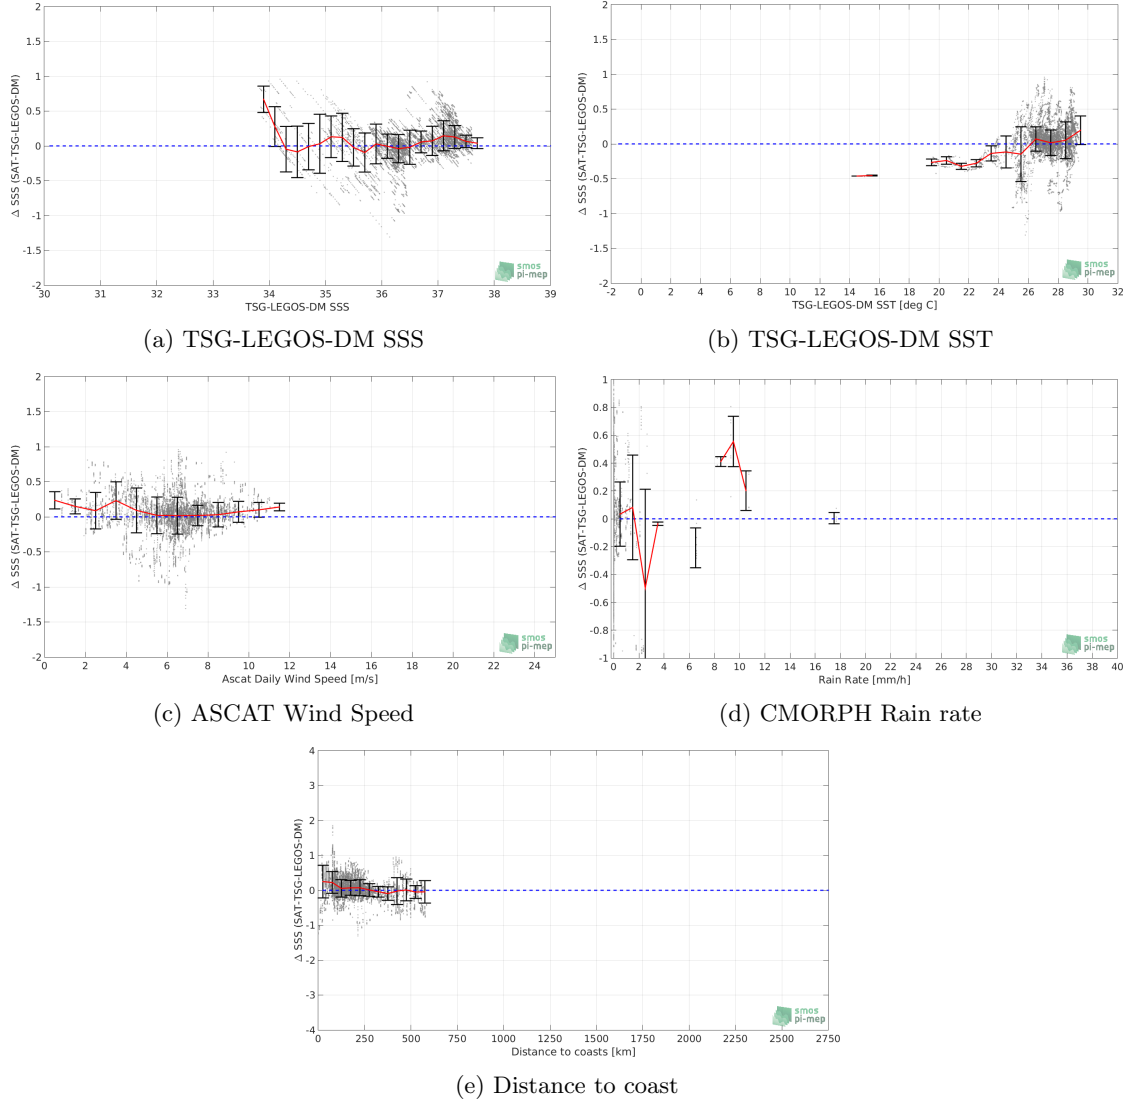 2
1.5
1
0.5
0
-0.5
-1
-1.5
-2
Δ SSS (SAT-TSG-LEGOS-DM)
30 31 32 33 34 35 36 37 38 39
TSG-LEGOS-DM SSS
smos
pi-mep
(a) TSG-LEGOS-DM SSS
2
1.5
1
0.5
0
-0.5
-1
-1.5
-2
Δ SSS (SAT-TSG-LEGOS-DM)
-2 0 2 4 6 8 10 12 14 16 18 20 22 24 26 28 30 32
TSG-LEGOS-DM SST [deg C]
smos
pi-mep
(b) TSG-LEGOS-DM SST
2
1.5
1
0.5
0
-0.5
-1
-1.5
-2
Δ SSS (SAT-TSG-LEGOS-DM)
0 2 4 6 8 10 12 14 16 18 20 22 24
Ascat Daily Wind Speed [m/s]
smos
pi-mep
(c) ASCAT Wind Speed
1
0.8
0.6
0.4
0.2
0
-0.2
-0.4
-0.6
-0.8
-1
Δ SSS (SAT-TSG-LEGOS-DM)
0 2 4 6 8 10 12 14 16 18 20 22 24 26 28 30 32 34 36 38 40
Rain Rate [mm/h]
smos
pi-mep
(d) CMORPH Rain rate
4
3
2
1
0
-1
-2
-3
-4
Δ SSS (SAT-TSG-LEGOS-DM)
0 250 500 750 1000 1250 1500 1750 2000 2250 2500 2750
Distance to coasts [km]
smos
pi-mep
(e) Distance to coast